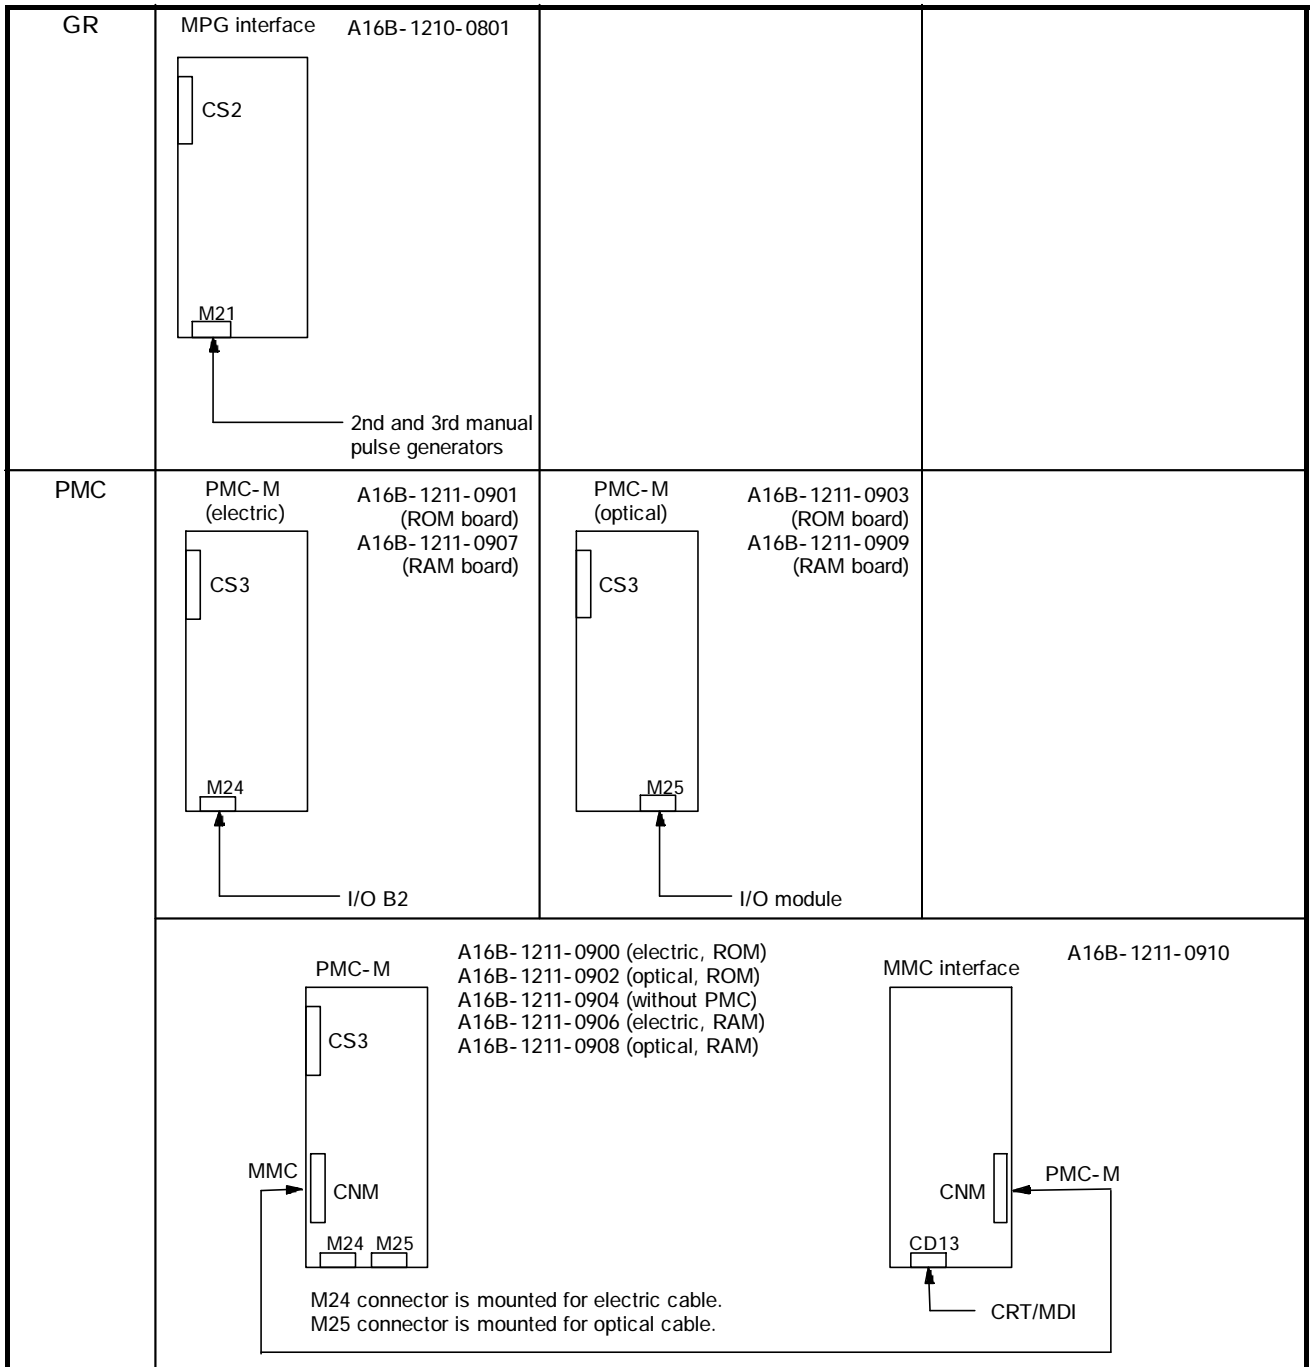 GR
MPG interface
A16B-1210-0801
CS2
M21
2nd and 3rd manual
pulse generators
PMC
PMC-M
(electric)
A16B-1211-0901
(ROM board)
A16B-1211-0907
(RAM board)
CS3
M24
I/O B2
PMC-M
(optical)
A16B-1211-0903
(ROM board)
A16B-1211-0909
(RAM board)
CS3
M25
I/O module
PMC-M
A16B-1211-0900 (electric, ROM)
A16B-1211-0902 (optical, ROM)
A16B-1211-0904 (without PMC)
A16B-1211-0906 (electric, RAM)
A16B-1211-0908 (optical, RAM)
CS3
MMC
CNM
M24 M25
M24 connector is mounted for electric cable.
M25 connector is mounted for optical cable.
MMC interface
A16B-1211-0910
CNM
PMC-M
CD13
CRT/MDI